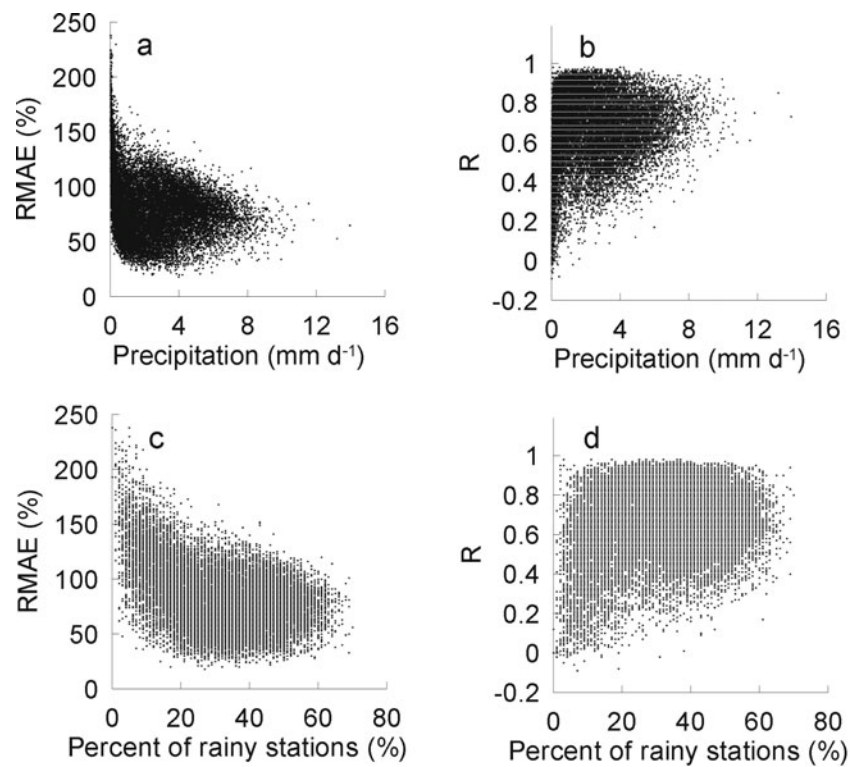 a
RMAE (%)
250
200
150
100
50
0
0 4 8 12 16
Precipitation (mm d⁻¹)
b
R
1
0.8
0.6
0.4
0.2
0
-0.2
0 4 8 12 16
Precipitation (mm d⁻¹)
c
RMAE (%)
250
200
150
100
50
0
0 20 40 60 80
Percent of rainy stations (%)
d
R
1
0.8
0.6
0.4
0.2
0
-0.2
0 20 40 60 80
Percent of rainy stations (%)